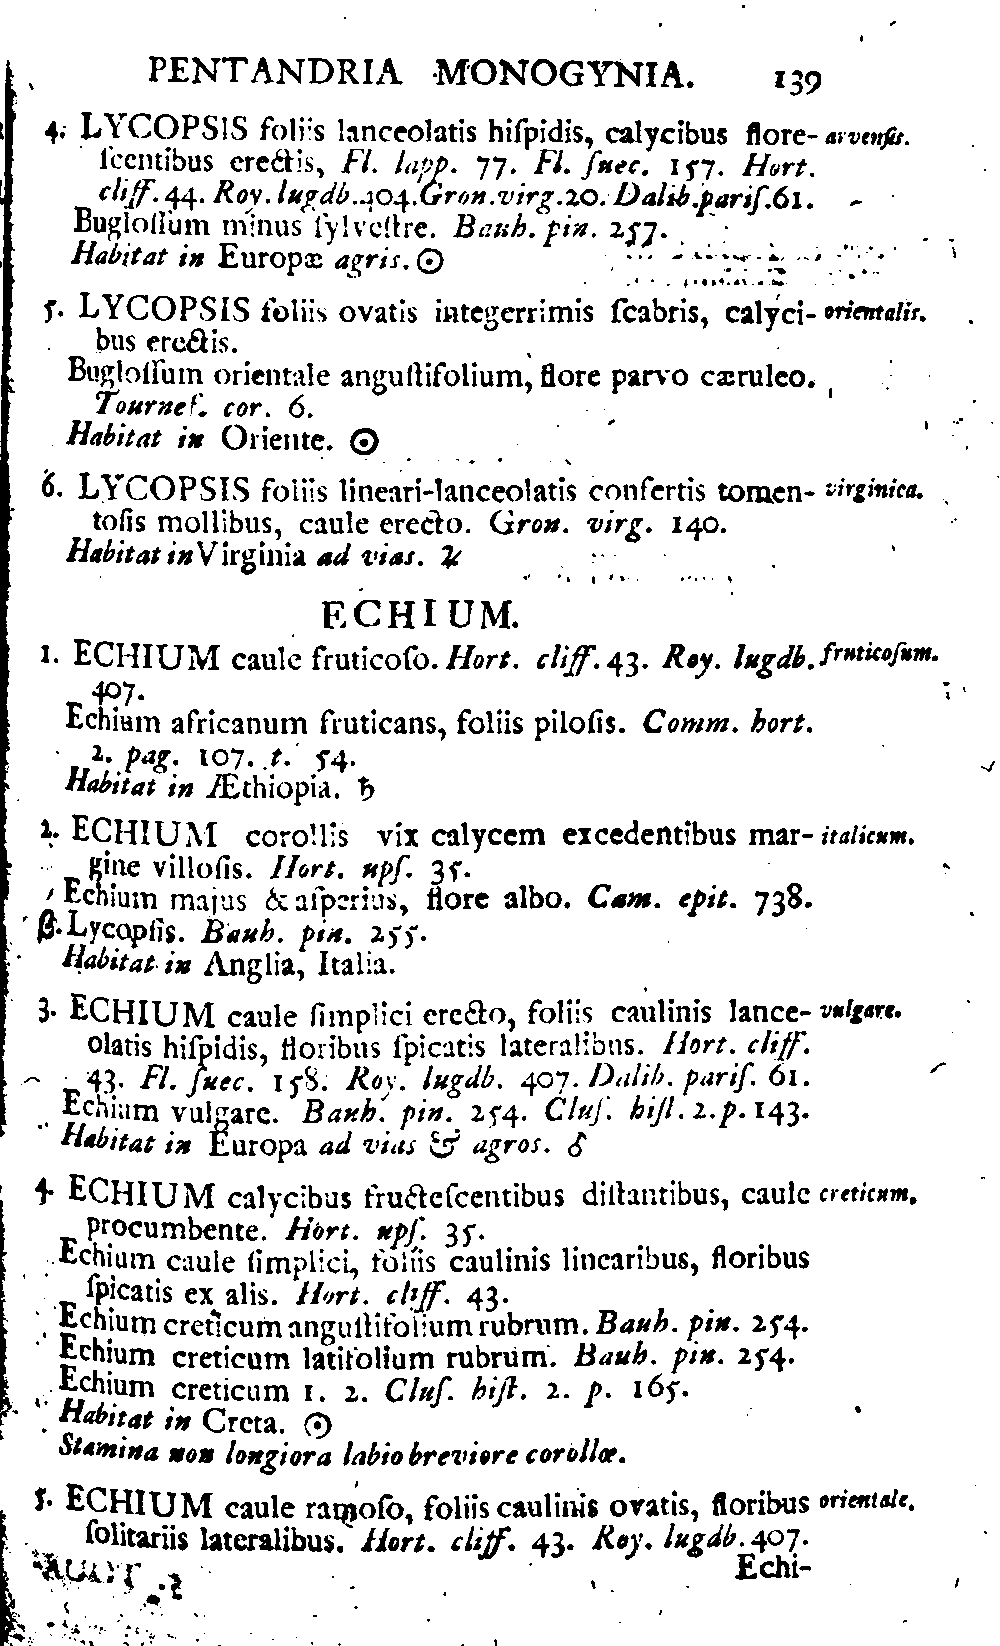 PENTANDRIA MONOGYNIA. 139
4. LYCOPSIS foliis lanceolatis hiſpidis, calycibus flore- arvenſis.
ſcentibus erectis, Fl. lapp. 77. Fl. ſuec. 157. Hort.
cliff. 44. Roy. lugdb. 404. Gron. virg. 20. Dalib. pariſ. 61.
Bugloſſum minus ſylveſtre. Bauh. pin. 257.
Habitat in Europæ agris. ☉
5. LYCOPSIS foliis ovatis integerrimis ſcabris, calyci- orientalis.
bus erectis.
Bugloſſum orientale anguſtifolium, flore parvo cæruleo.
Tournef. cor. 6.
Habitat in Oriente. ☉
6. LYCOPSIS foliis lineari-lanceolatis confertis tomen- virginica.
toſis mollibus, caule erecto. Gron. virg. 140.
Habitat in Virginia ad vias. ♃
ECHIUM.
1. ECHIUM caule fruticoſo. Hort. cliff. 43. Roy. lugdb. fruticoſum.
407.
Echium africanum fruticans, foliis piloſis. Comm. hort.
2. pag. 107. t. 54.
Habitat in Æthiopia. ♄
2. ECHIUM corollis vix calycem excedentibus mar- italicum.
gine villoſis. Hort. upſ. 35.
Echium majus & aſperius, flore albo. Cam. epit. 738.
β. Lycopſis. Bauh. pin. 255.
Habitat in Anglia, Italia.
3. ECHIUM caule ſimplici erecto, foliis caulinis lance- vulgare.
olatis hiſpidis, floribus ſpicatis lateralibus. Hort. cliff.
43. Fl. ſuec. 158. Roy. lugdb. 407. Dalib. pariſ. 61.
Echium vulgare. Bauh. pin. 254. Cluſ. hiſt. 2. p. 143.
Habitat in Europa ad vias & agros. ♂
4. ECHIUM calycibus fructeſcentibus diſtantibus, caule creticum.
procumbente. Hort. upſ. 35.
Echium caule ſimplici, foliis caulinis linearibus, floribus
ſpicatis ex alis. Hort. cliff. 43.
Echium creticum anguſtifolium rubrum. Bauh. pin. 254.
Echium creticum latifolium rubrum. Bauh. pin. 254.
Echium creticum 1. 2. Cluſ. hiſt. 2. p. 165.
Habitat in Creta. ☉
Stamina non longiora labio breviore corollæ.
5. ECHIUM caule ramoſo, foliis caulinis ovatis, floribus orientale.
ſolitariis lateralibus. Hort. cliff. 43. Roy. lugdb. 407.
Echi-